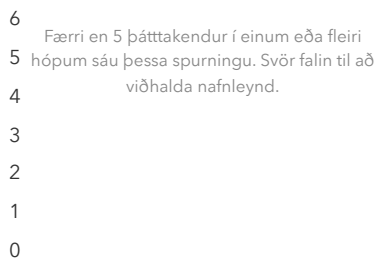 6
Færri en 5 þátttakendur í einum eða fleiri
5
hópum sáu þessa spurningu. Svör falin til að
viðhalda nafnleynd.
4
3
2
1
0